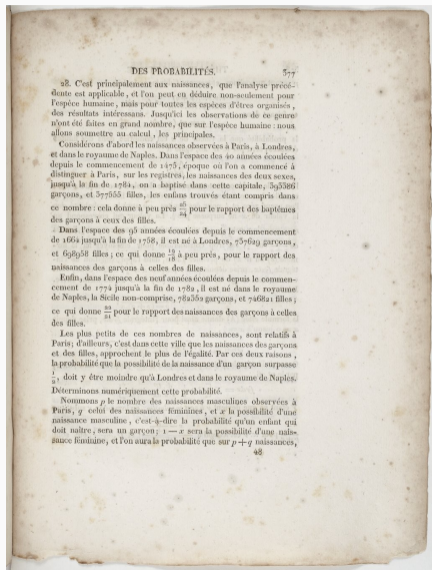 DES PROBABILITÉS. 377
28. C'est principalement aux naissances, que l'analyse précé-
dente est applicable, et l'on peut en déduire non-seulement pour
l'espèce humaine, mais pour toutes les espèces d'êtres organisés,
des résultats intéressans. Jusqu'ici les observations de ce genre
n'ont été faites en grand nombre, que sur l'espèce humaine : nous
allons soumettre au calcul, les principales.
Considérons d'abord les naissances observées à Paris, à Londres,
et dans le royaume de Naples. Dans l'espace des 40 années écoulées
depuis le commencement de 1745, époque où l'on a commencé à
distinguer à Paris, sur les registres, les naissances des deux sexes,
jusqu'à la fin de 1784, on a baptisé dans cette capitale, 393386
garçons, et 377555 filles, les enfans trouvés étant compris dans
ce nombre : cela donne à peu près 25/24 pour le rapport des baptêmes
des garçons à ceux des filles.
Dans l'espace des 95 années écoulées depuis le commencement
de 1664 jusqu'à la fin de 1758, il est né à Londres, 737629 garçons,
et 698958 filles; ce qui donne 19/18 à peu près, pour le rapport des
naissances des garçons à celles des filles.
Enfin, dans l'espace des neuf années écoulées depuis le commen-
cement de 1774 jusqu'à la fin de 1782, il est né dans le royaume
de Naples, la Sicile non-comprise, 782352 garçons, et 746821 filles;
ce qui donne 22/21 pour le rapport des naissances des garçons à celles
des filles.
Les plus petits de ces nombres de naissances, sont relatifs à
Paris; d'ailleurs, c'est dans cette ville que les naissances des garçons
et des filles, approchent le plus de l'égalité. Par ces deux raisons,
la probabilité que la possibilité de la naissance d'un garçon surpasse
1/2, doit y être moindre qu'à Londres et dans le royaume de Naples.
Déterminons numériquement cette probabilité.
Nommons p le nombre des naissances masculines observées à
Paris, q celui des naissances féminines, et x la possibilité d'une
naissance masculine, c'est-à-dire la probabilité qu'un enfant qui
doit naître, sera un garçon; 1 — x sera la possibilité d'une nais-
sance féminine, et l'on aura la probabilité que sur p + q naissances,
48